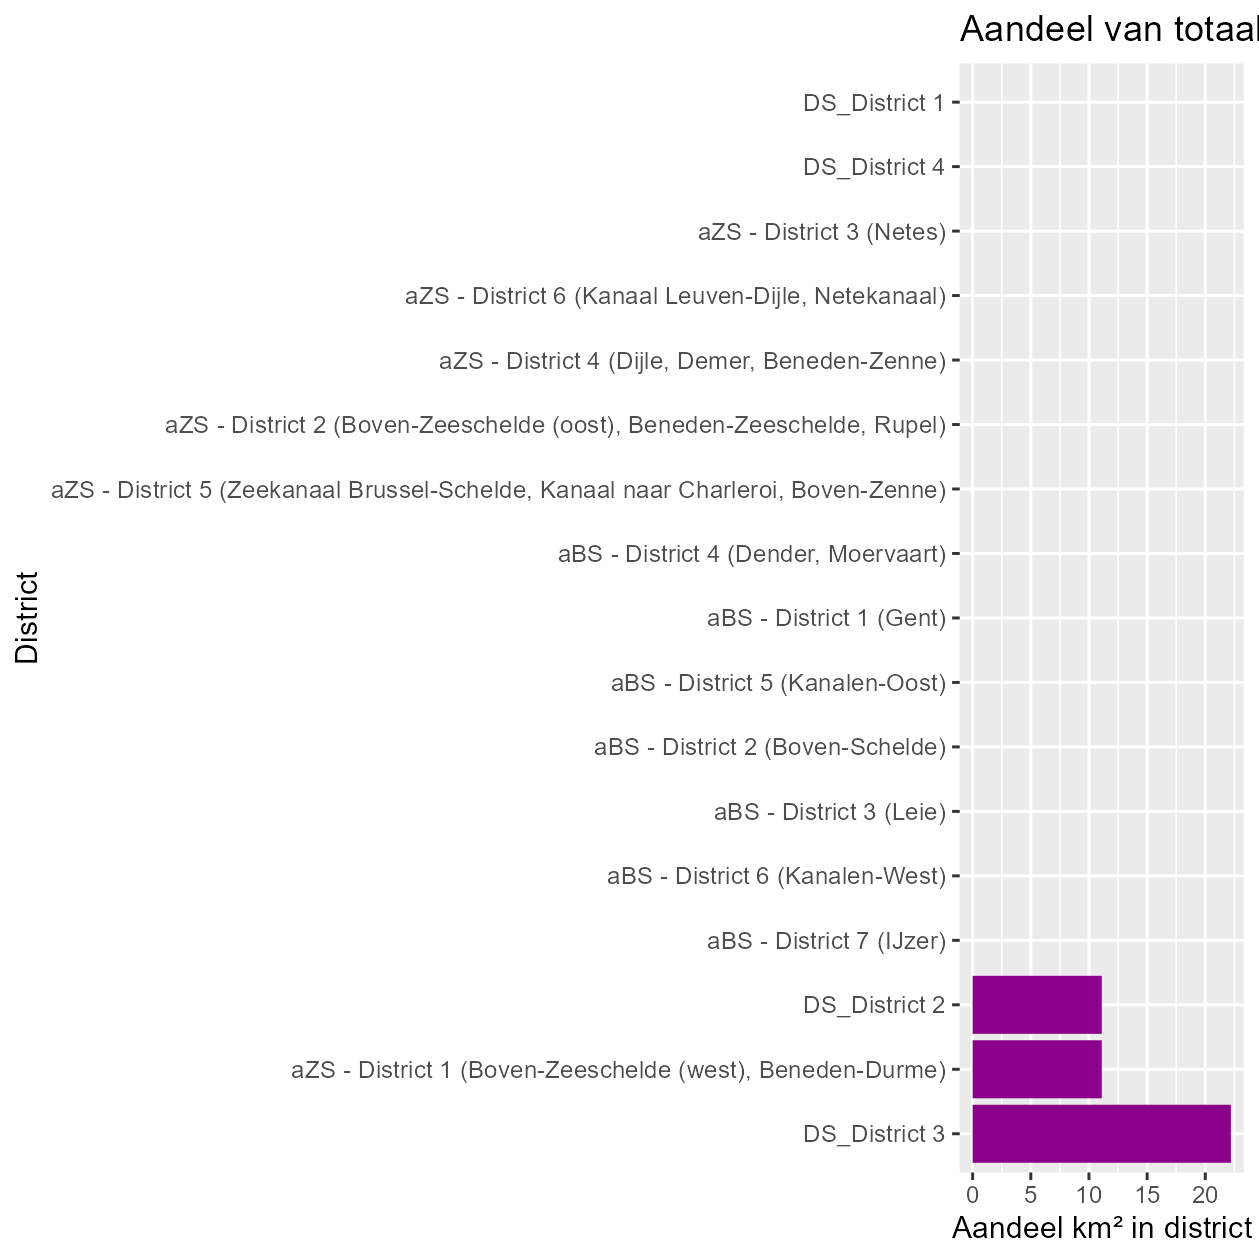 Aandeel van totaal
DS_District 1
DS_District 4
aZS - District 3 (Netes)
aZS - District 6 (Kanaal Leuven-Dijle, Netekanaal)
aZS - District 4 (Dijle, Demer, Beneden-Zenne)
aZS - District 2 (Boven-Zeeschelde (oost), Beneden-Zeeschelde, Rupel)
aZS - District 5 (Zeekanaal Brussel-Schelde, Kanaal naar Charleroi, Boven-Zenne)
aBS - District 4 (Dender, Moervaart)
aBS - District 1 (Gent)
aBS - District 5 (Kanalen-Oost)
aBS - District 2 (Boven-Schelde)
aBS - District 3 (Leie)
aBS - District 6 (Kanalen-West)
aBS - District 7 (IJzer)
DS_District 2
aZS - District 1 (Boven-Zeeschelde (west), Beneden-Durme)
DS_District 3
District
0 5 10 15 20
Aandeel km² in district